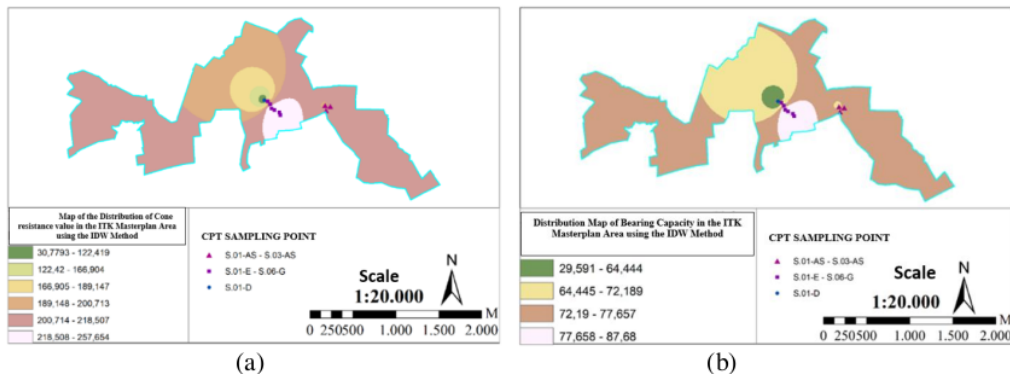 Map of the Distribution of Cone
resistance value in the ITK Masterplan Area
using the IDW Method
30,7793 - 122,419
122,42 - 166,904
166,905 - 189,147
189,148 - 200,713
200,714 - 218,507
218,508 - 257,654
CPT SAMPLING POINT
S.01-AS - S.03-AS
S.01-E - S.06-G
S.01-D
N
Scale
1:20.000
M
0 250500 1.000 1.500 2.000
(a)
Distribution Map of Bearing Capacity in the ITK
Masterplan Area using the IDW Method
29,591 - 64,444
64,445 - 72,189
72,19 - 77,657
77,658 - 87,68
CPT SAMPLING POINT
S.01-AS - S.03-AS
S.01-E - S.06-G
S.01-D
N
Scale
1:20.000
M
0 250500 1.000 1.500 2.000
(b)